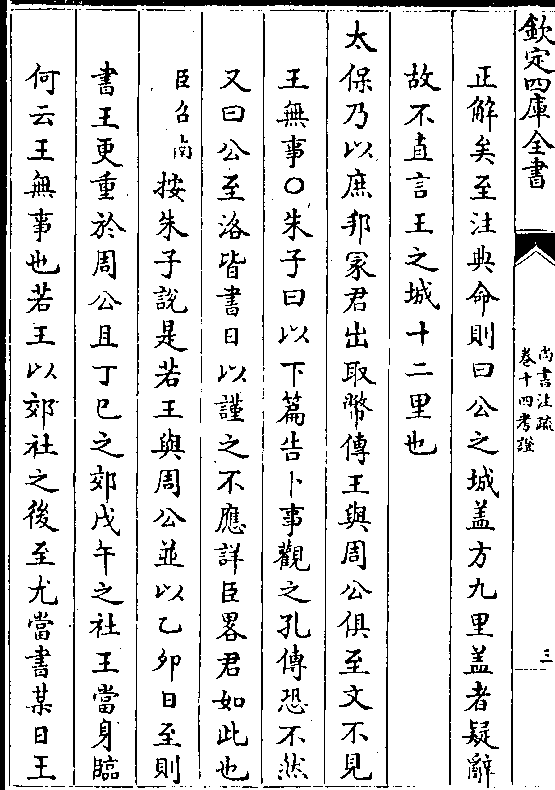 欽定四庫全書
尚書注疏
卷十四考證
三
正解矣至注典命則曰公之城盖方九里盖者疑辭
故不直言王之城十二里也
太保乃以庶邦冢君出取幣傳王與周公俱至文不見
王無事○朱子曰以下篇告卜事觀之孔傳恐不然
又曰公至洛皆書日以謹之不應詳臣畧君如此也
臣召南按朱子說是若王與周公並以乙卯日至則
書王更重於周公且丁巳之郊戊午之社王當身臨
何云王無事也若王以郊社之後至尤當書某日王